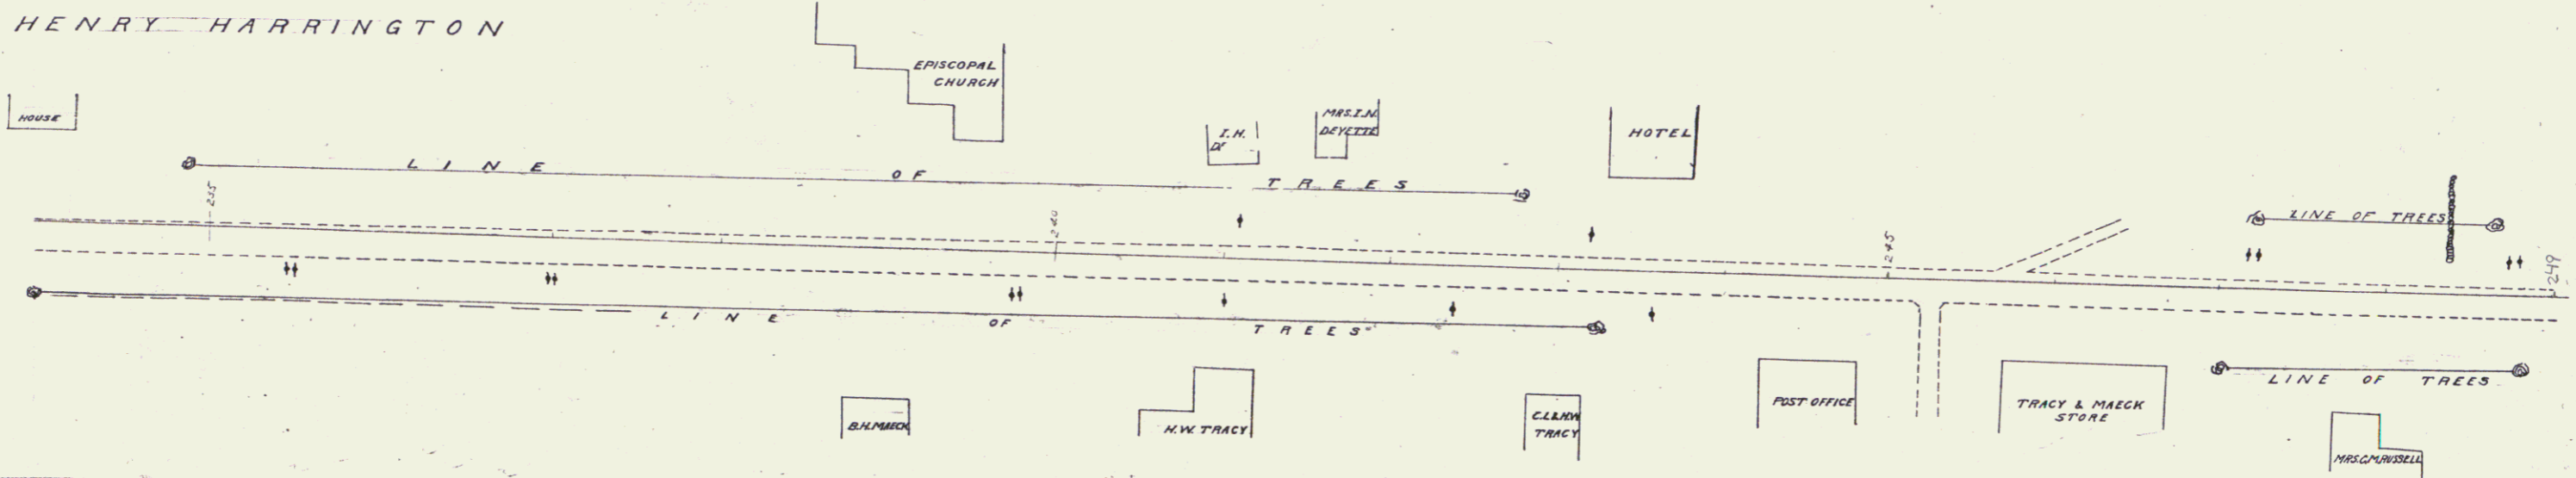 HENRY HARRINGTON
EPISCOPAL
CHURCH
HOUSE
I.H.
DE
MRS.I.N.
DEYETTE
HOTEL
LINE OF TREES
LINE OF TREES
235
240
245
249
LINE OF TREES
LINE OF TREES
B.H.MAECK
H.W. TRACY
C.L.&H.W.
TRACY
POST OFFICE
TRACY & MAECK
STORE
MRS.C.M.RUSSELL